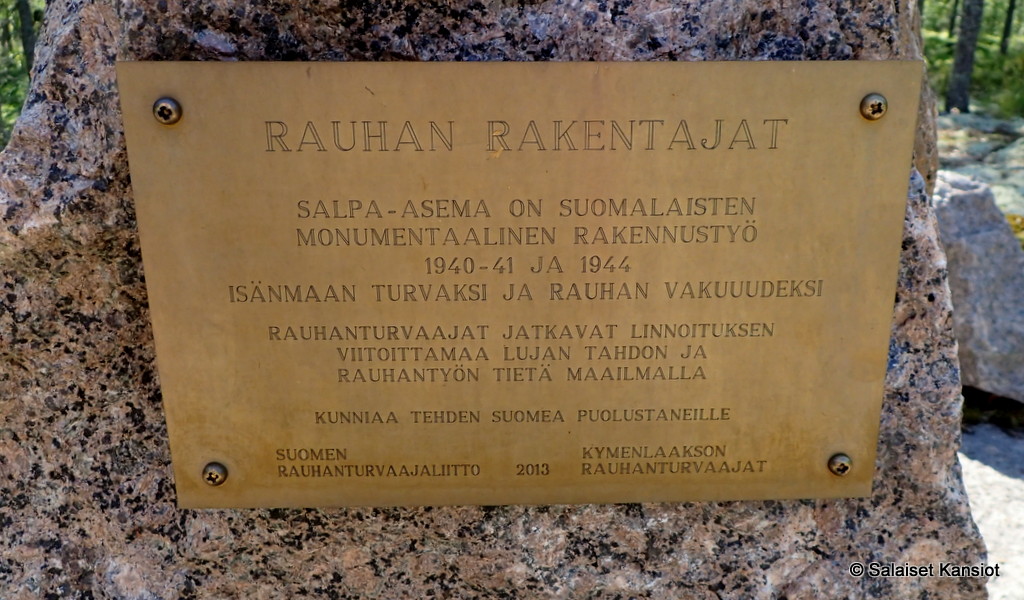 RAUHAN RAKENTAJAT
SALPA-ASEMA ON SUOMALAISTEN
MONUMENTAALINEN RAKENNUSTYÖ
1940-41 JA 1944
ISÄNMAAN TURVAKSI JA RAUHAN VAKUUUDEKSI
RAUHANTURVAAJAT JATKAVAT LINNOITUKSEN
VIITOITTAMAA LUJAN TAHDON JA
RAUHANTYÖN TIETÄ MAAILMALLA
KUNNIAA TEHDEN SUOMEA PUOLUSTANEILLE
SUOMEN KYMENLAAKSON
RAUHANTURVAAJALIITTO 2013 RAUHANTURVAAJAT
© Salaiset Kansiot